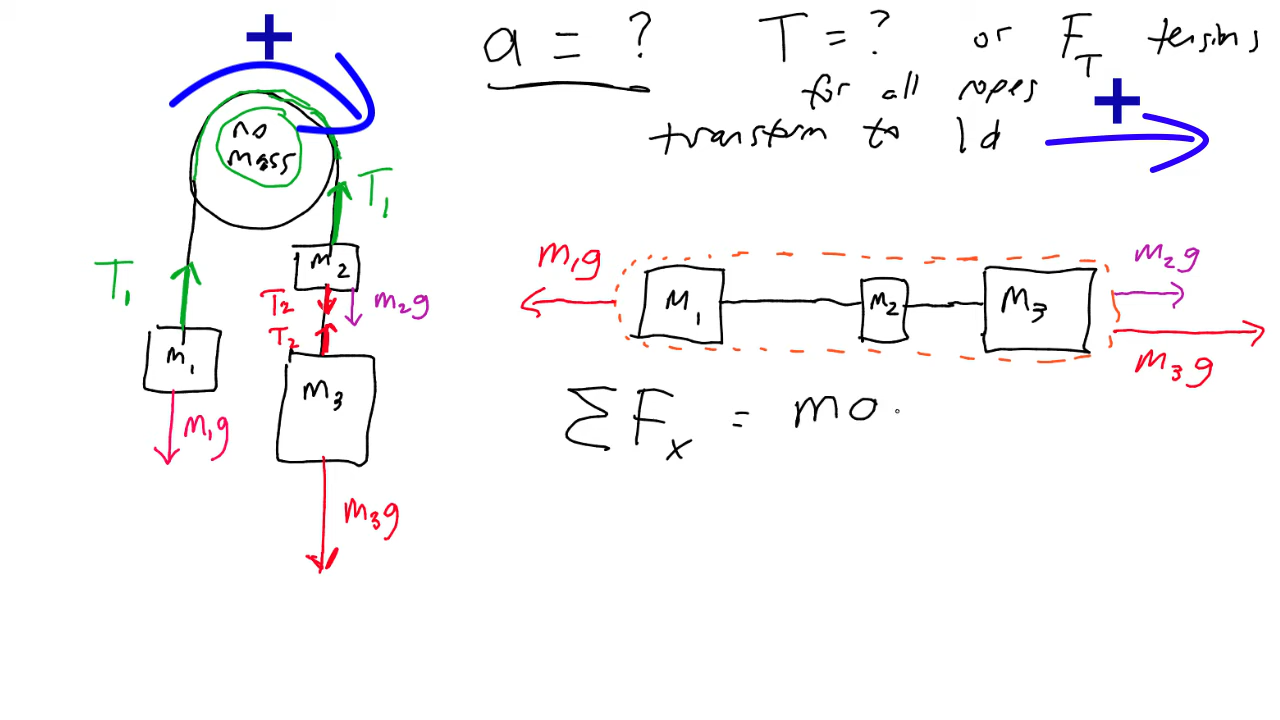 +
a = ? T = ? or F_T tensions
for all ropes
transform to 1d +
no
mass
T₁
T₁
m₂
T₂ m₂g
T₂
m₁
m₃
m₁g
m₃g
m₁g m₂g
m₁ m₂ m₃
m₃g
ΣFₓ = ma